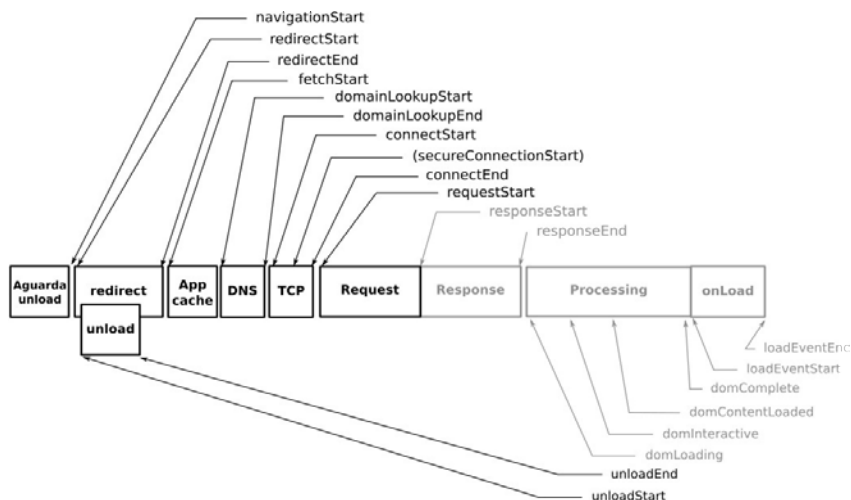 navigationStart
redirectStart
redirectEnd
fetchStart
domainLookupStart
domainLookupEnd
connectStart
(secureConnectionStart)
connectEnd
requestStart
responseStart
responseEnd
Aguarda
unload
redirect
unload
App
cache
DNS
TCP
Request
Response
Processing
onLoad
loadEventEnd
loadEventStart
domComplete
domContentLoaded
domInteractive
domLoading
unloadEnd
unloadStart